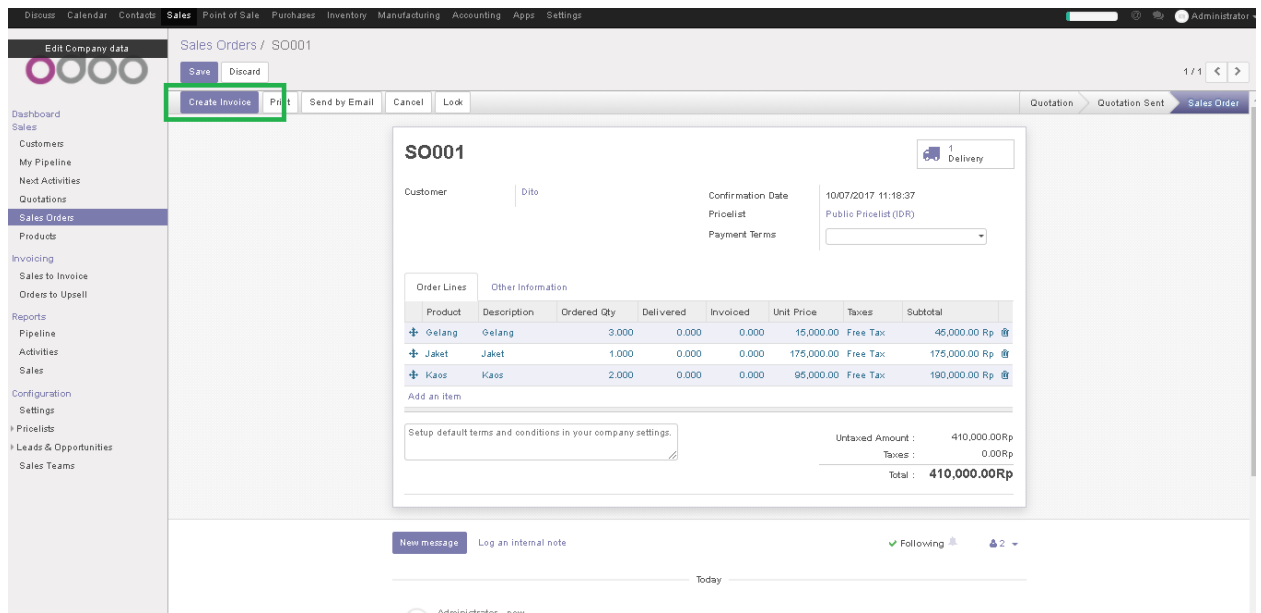 Discuss Calendar Contacts Sales Point of Sale Purchases Inventory Manufacturing Accounting Apps Settings Administrator
Edit Company data
odoo
Sales Orders / SO001
Save Discard 1 / 1
Create Invoice Print Send by Email Cancel Lock Quotation Quotation Sent Sales Order
Dashboard
Sales
Customers
My Pipeline
Next Activities
Quotations
Sales Orders
Products
Invoicing
Sales to Invoice
Orders to Upsell
Reports
Pipeline
Activities
Sales
Configuration
Settings
Pricelists
Leads & Opportunities
Sales Teams
SO001
1
Delivery
Customer Dito
Confirmation Date 10/07/2017 11:18:37
Pricelist Public Pricelist (IDR)
Payment Terms
Order Lines Other Information
Product Description Ordered Qty Delivered Invoiced Unit Price Taxes Subtotal
Gelang Gelang 3.000 0.000 0.000 15,000.00 Free Tax 45,000.00 Rp
Jaket Jaket 1.000 0.000 0.000 175,000.00 Free Tax 175,000.00 Rp
Kaos Kaos 2.000 0.000 0.000 95,000.00 Free Tax 190,000.00 Rp
Add an item
Setup default terms and conditions in your company settings.
Untaxed Amount : 410,000.00Rp
Taxes : 0.00Rp
Total : 410,000.00Rp
New message Log an internal note Following 2
Today
Administrator